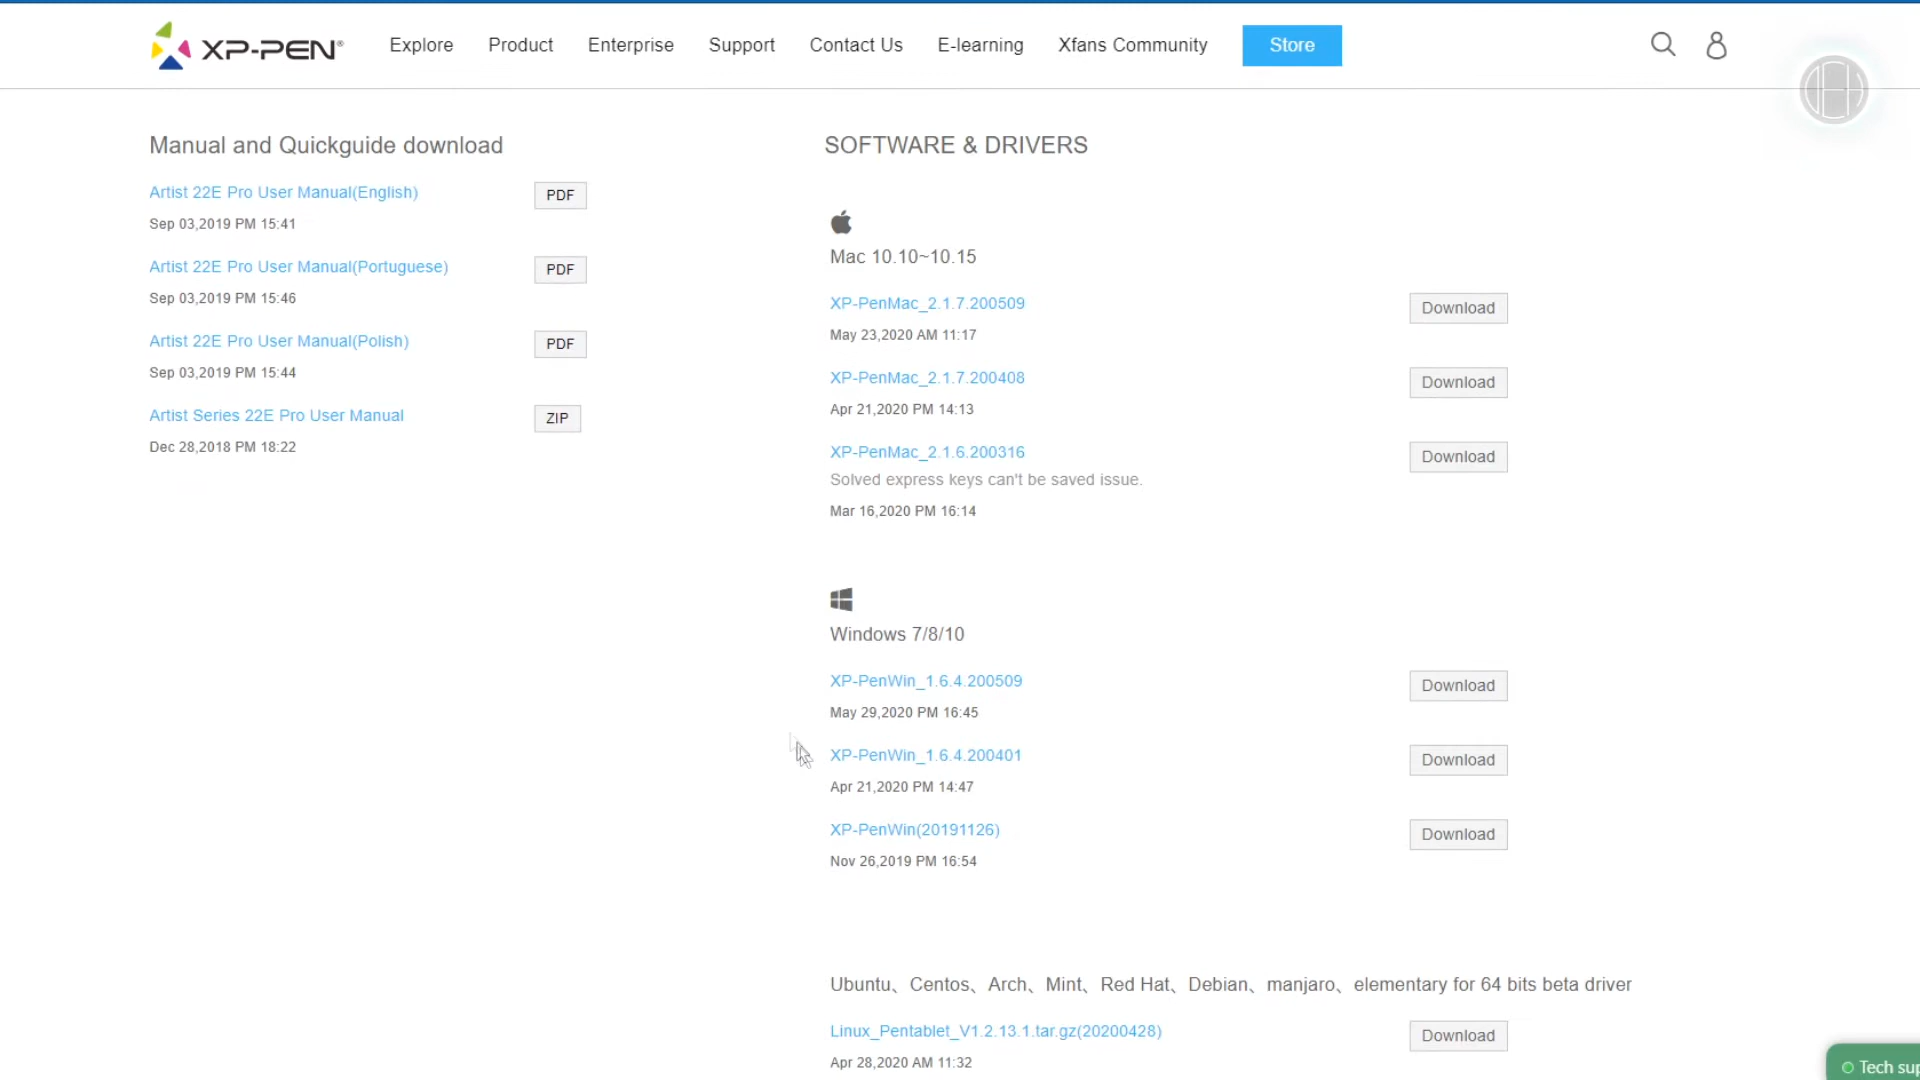 XP-PEN®
Explore
Product
Enterprise
Support
Contact Us
E-learning
Xfans Community
Store
Manual and Quickguide download
Artist 22E Pro User Manual(English)
PDF
Sep 03,2019 PM 15:41
Artist 22E Pro User Manual(Portuguese)
PDF
Sep 03,2019 PM 15:46
Artist 22E Pro User Manual(Polish)
PDF
Sep 03,2019 PM 15:44
Artist Series 22E Pro User Manual
ZIP
Dec 28,2018 PM 18:22
SOFTWARE & DRIVERS
Mac 10.10~10.15
XP-PenMac_2.1.7.200509
Download
May 23,2020 AM 11:17
XP-PenMac_2.1.7.200408
Download
Apr 21,2020 PM 14:13
XP-PenMac_2.1.6.200316
Download
Solved express keys can't be saved issue.
Mar 16,2020 PM 16:14
Windows 7/8/10
XP-PenWin_1.6.4.200509
Download
May 29,2020 PM 16:45
XP-PenWin_1.6.4.200401
Download
Apr 21,2020 PM 14:47
XP-PenWin(20191126)
Download
Nov 26,2019 PM 16:54
Ubuntu、Centos、Arch、Mint、Red Hat、Debian、manjaro、elementary for 64 bits beta driver
Linux_Pentablet_V1.2.13.1.tar.gz(20200428)
Download
Apr 28,2020 AM 11:32
Tech sup